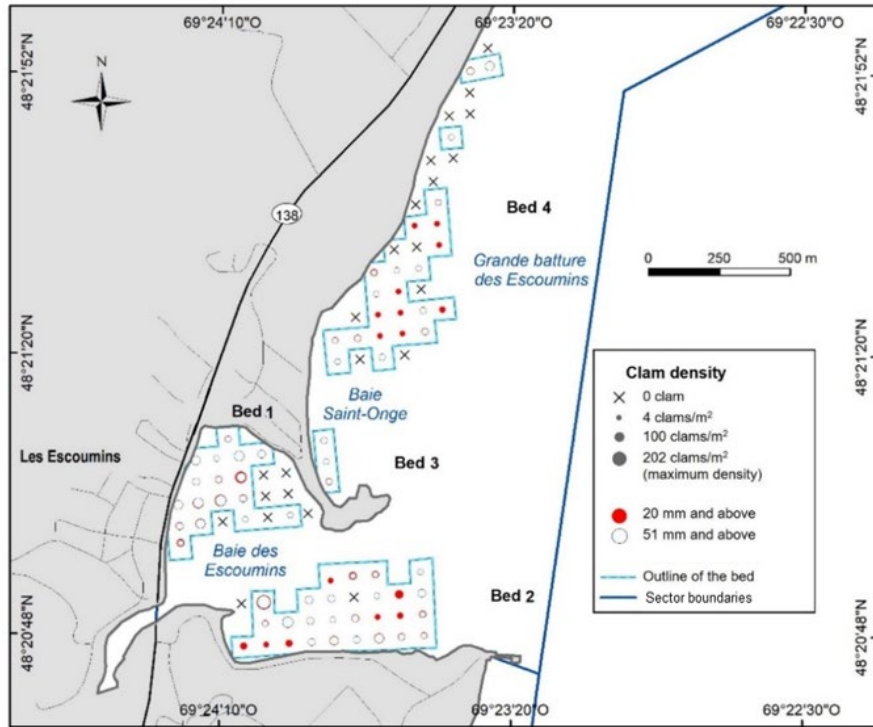 69°24'10"O
69°23'20"O
69°22'30"O
48°21'52"N
48°21'52"N
N
138
Bed 4
Grande batture
des Escoumins
0 250 500 m
48°21'20"N
48°21'20"N
Clam density
0 clam
4 clams/m²
100 clams/m²
202 clams/m²
(maximum density)
20 mm and above
51 mm and above
Outline of the bed
Sector boundaries
Baie
Saint-Onge
Bed 1
Les Escoumins
Bed 3
Baie des
Escoumins
Bed 2
48°20'48"N
48°20'48"N
69°24'10"O
69°23'20"O
69°22'30"O